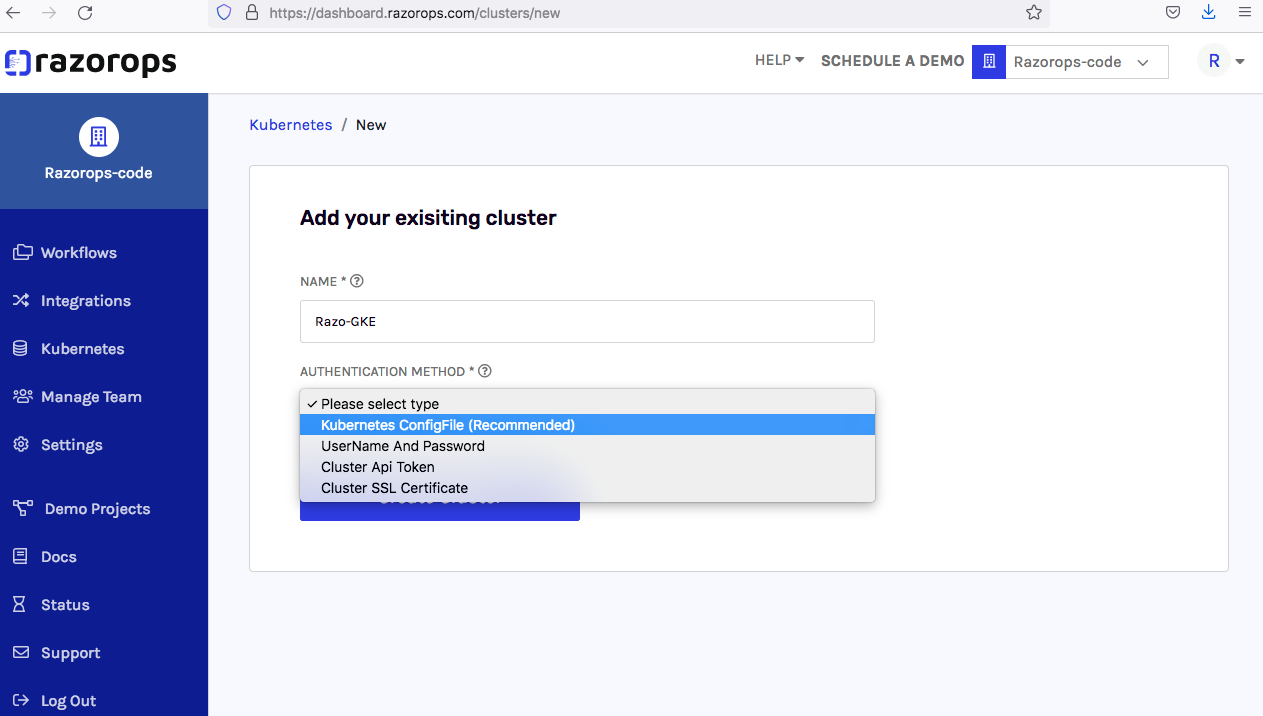 https://dashboard.razorops.com/clusters/new
razorops
HELP
SCHEDULE A DEMO
Razorops-code
R
Razorops-code
Workflows
Integrations
Kubernetes
Manage Team
Settings
Demo Projects
Docs
Status
Support
Log Out
Kubernetes / New
Add your exisiting cluster
NAME * ?
Razo-GKE
AUTHENTICATION METHOD * ?
✓ Please select type
Kubernetes ConfigFile (Recommended)
UserName And Password
Cluster Api Token
Cluster SSL Certificate